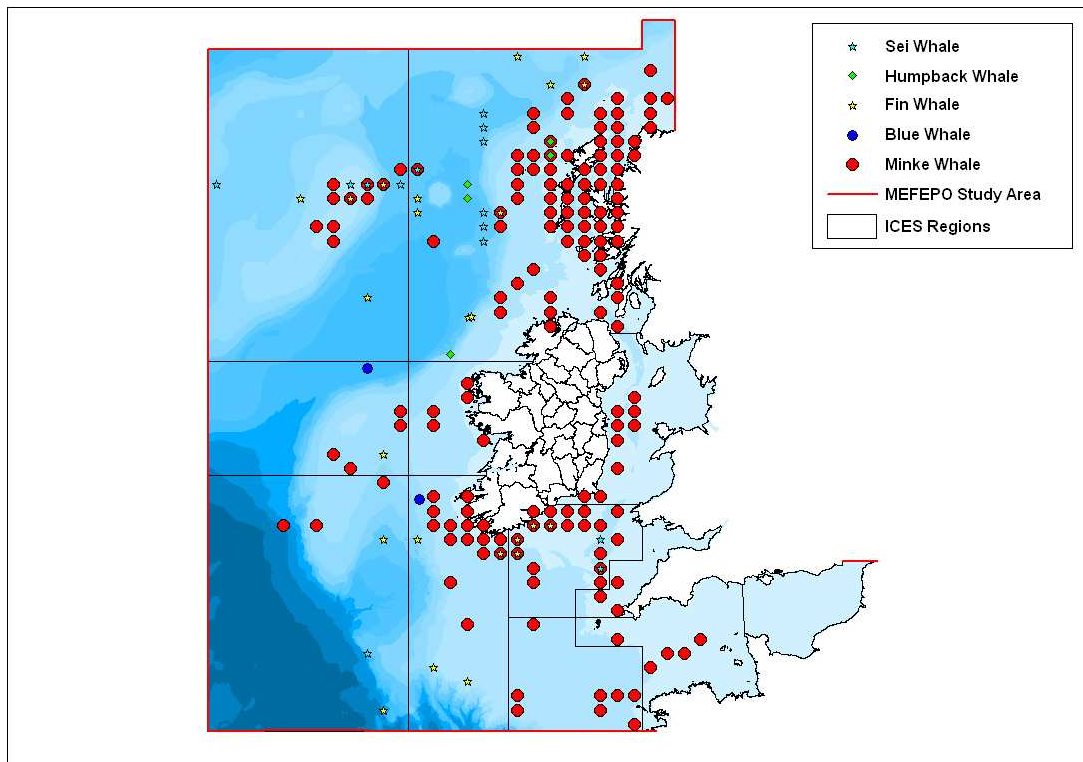 Sei Whale
Humpback Whale
Fin Whale
Blue Whale
Minke Whale
MEFEPO Study Area
ICES Regions